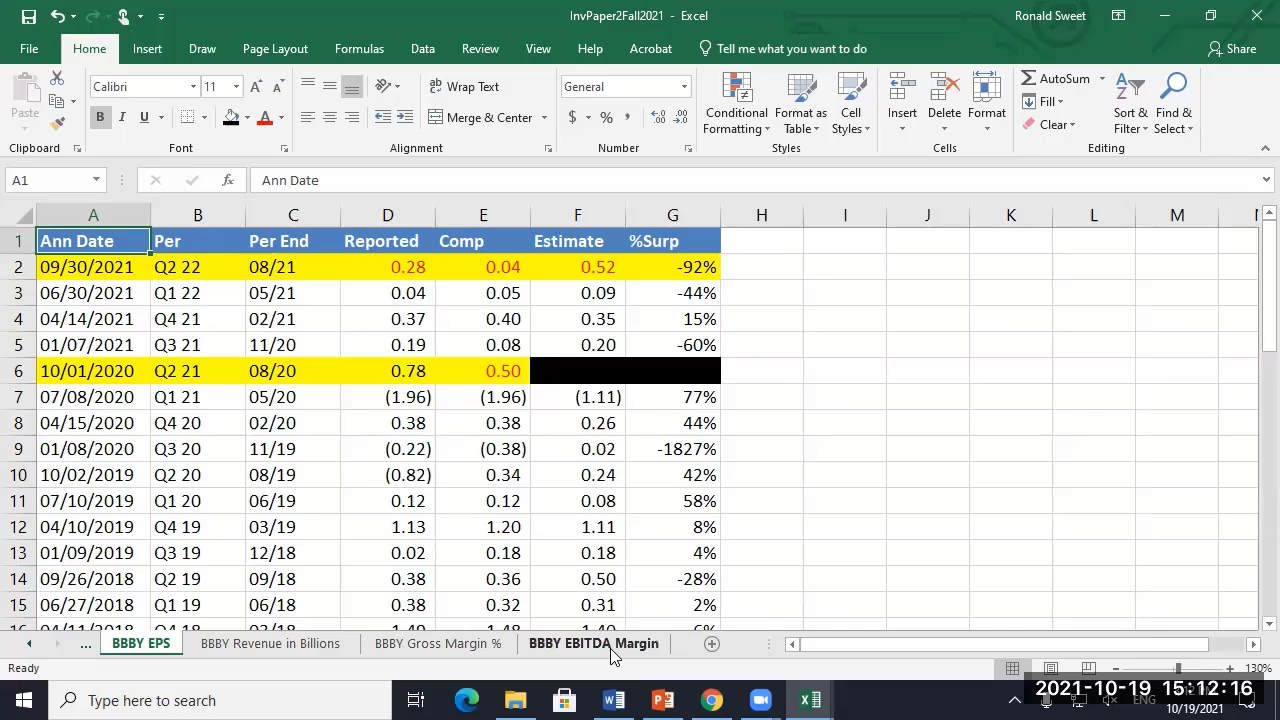 InvPaper2Fall2021 - Excel
Ronald Sweet
File Home Insert Draw Page Layout Formulas Data Review View Help Acrobat Tell me what you want to do Share
Paste
Clipboard
Calibri 11
B I U
Font
Wrap Text
Merge & Center
Alignment
General
$ % ,
Number
Conditional Formatting
Format as Table
Cell Styles
Styles
Insert Delete Format
Cells
AutoSum
Fill
Clear
Sort & Filter
Find & Select
Editing
A1 fx Ann Date
A B C D E F G H I J K L M N
1 Ann Date Per Per End Reported Comp Estimate %Surp
2 09/30/2021 Q2 22 08/21 0.28 0.04 0.52 -92%
3 06/30/2021 Q1 22 05/21 0.04 0.05 0.09 -44%
4 04/14/2021 Q4 21 02/21 0.37 0.40 0.35 15%
5 01/07/2021 Q3 21 11/20 0.19 0.08 0.20 -60%
6 10/01/2020 Q2 21 08/20 0.78 0.50
7 07/08/2020 Q1 21 05/20 (1.96) (1.96) (1.11) 77%
8 04/15/2020 Q4 20 02/20 0.38 0.38 0.26 44%
9 01/08/2020 Q3 20 11/19 (0.22) (0.38) 0.02 -1827%
10 10/02/2019 Q2 20 08/19 (0.82) 0.34 0.24 42%
11 07/10/2019 Q1 20 06/19 0.12 0.12 0.08 58%
12 04/10/2019 Q4 19 03/19 1.13 1.20 1.11 8%
13 01/09/2019 Q3 19 12/18 0.02 0.18 0.18 4%
14 09/26/2018 Q2 19 09/18 0.38 0.36 0.50 -28%
15 06/27/2018 Q1 19 06/18 0.38 0.32 0.31 2%
... BBBY EPS BBBY Revenue in Billions BBBY Gross Margin % BBBY EBITDA Margin
Ready
130%
Type here to search
2021-10-19 15:12:16
ENG
10/19/2021